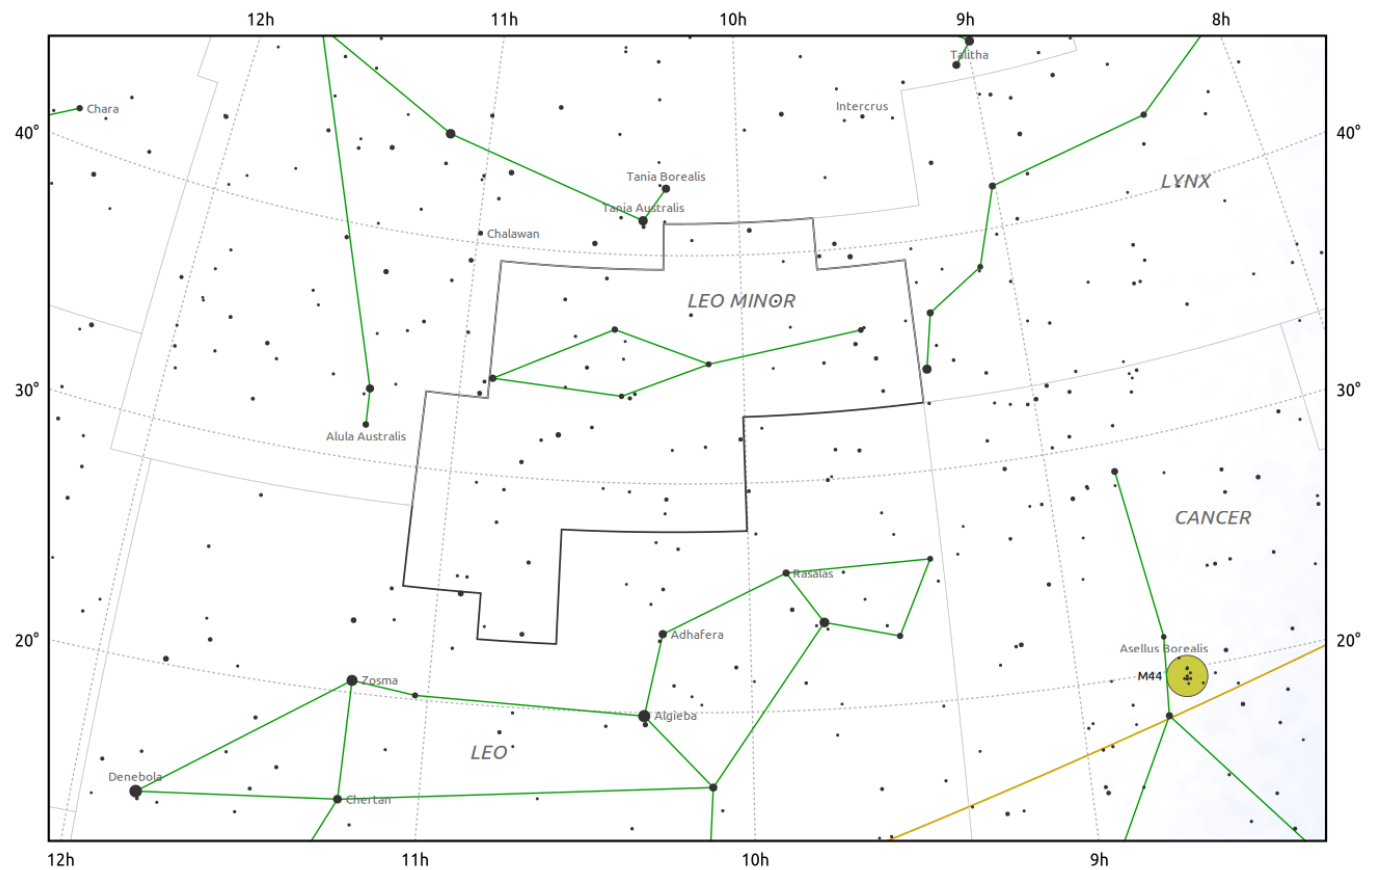 12h 11h 10h 9h 8h
Talitha
Chara
Intercrus
40° 40°
Tania Borealis
LYNX
Tania Australis
Chalawan
LEO MINOR
30° 30°
Alula Australis
CANCER
Rasalas
Adhafera
20° 20°
Asellus Borealis
M44
Zosma
Algieba
LEO
Denebola
Chertan
12h 11h 10h 9h